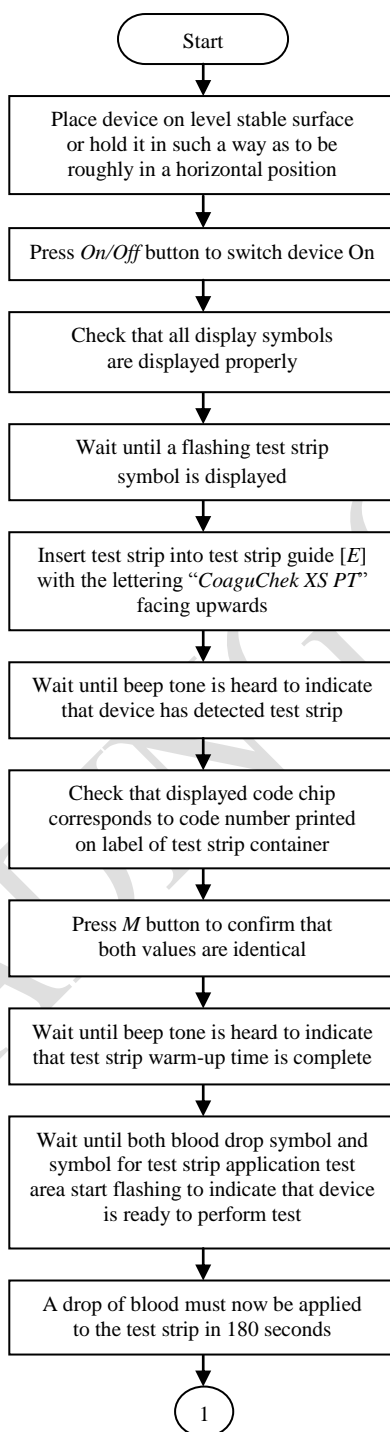 Start
Place device on level stable surface
or hold it in such a way as to be
roughly in a horizontal position
Press On/Off button to switch device On
Check that all display symbols
are displayed properly
Wait until a flashing test strip
symbol is displayed
Insert test strip into test strip guide [E]
with the lettering “CoaguChek XS PT”
facing upwards
Wait until beep tone is heard to indicate
that device has detected test strip
Check that displayed code chip
corresponds to code number printed
on label of test strip container
Press M button to confirm that
both values are identical
Wait until beep tone is heard to indicate
that test strip warm-up time is complete
Wait until both blood drop symbol and
symbol for test strip application test
area start flashing to indicate that device
is ready to perform test
A drop of blood must now be applied
to the test strip in 180 seconds
1